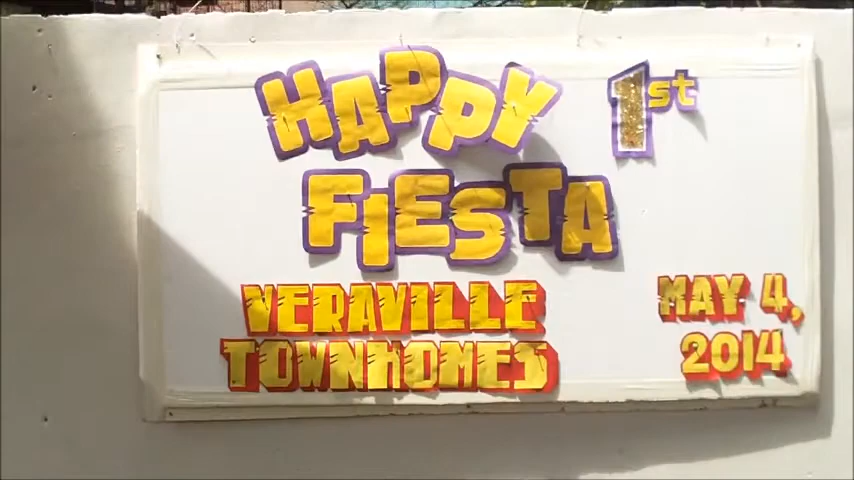 HAPPY 1st
FIESTA
VERAVILLE
TOWNHOMES
MAY 4,
2014